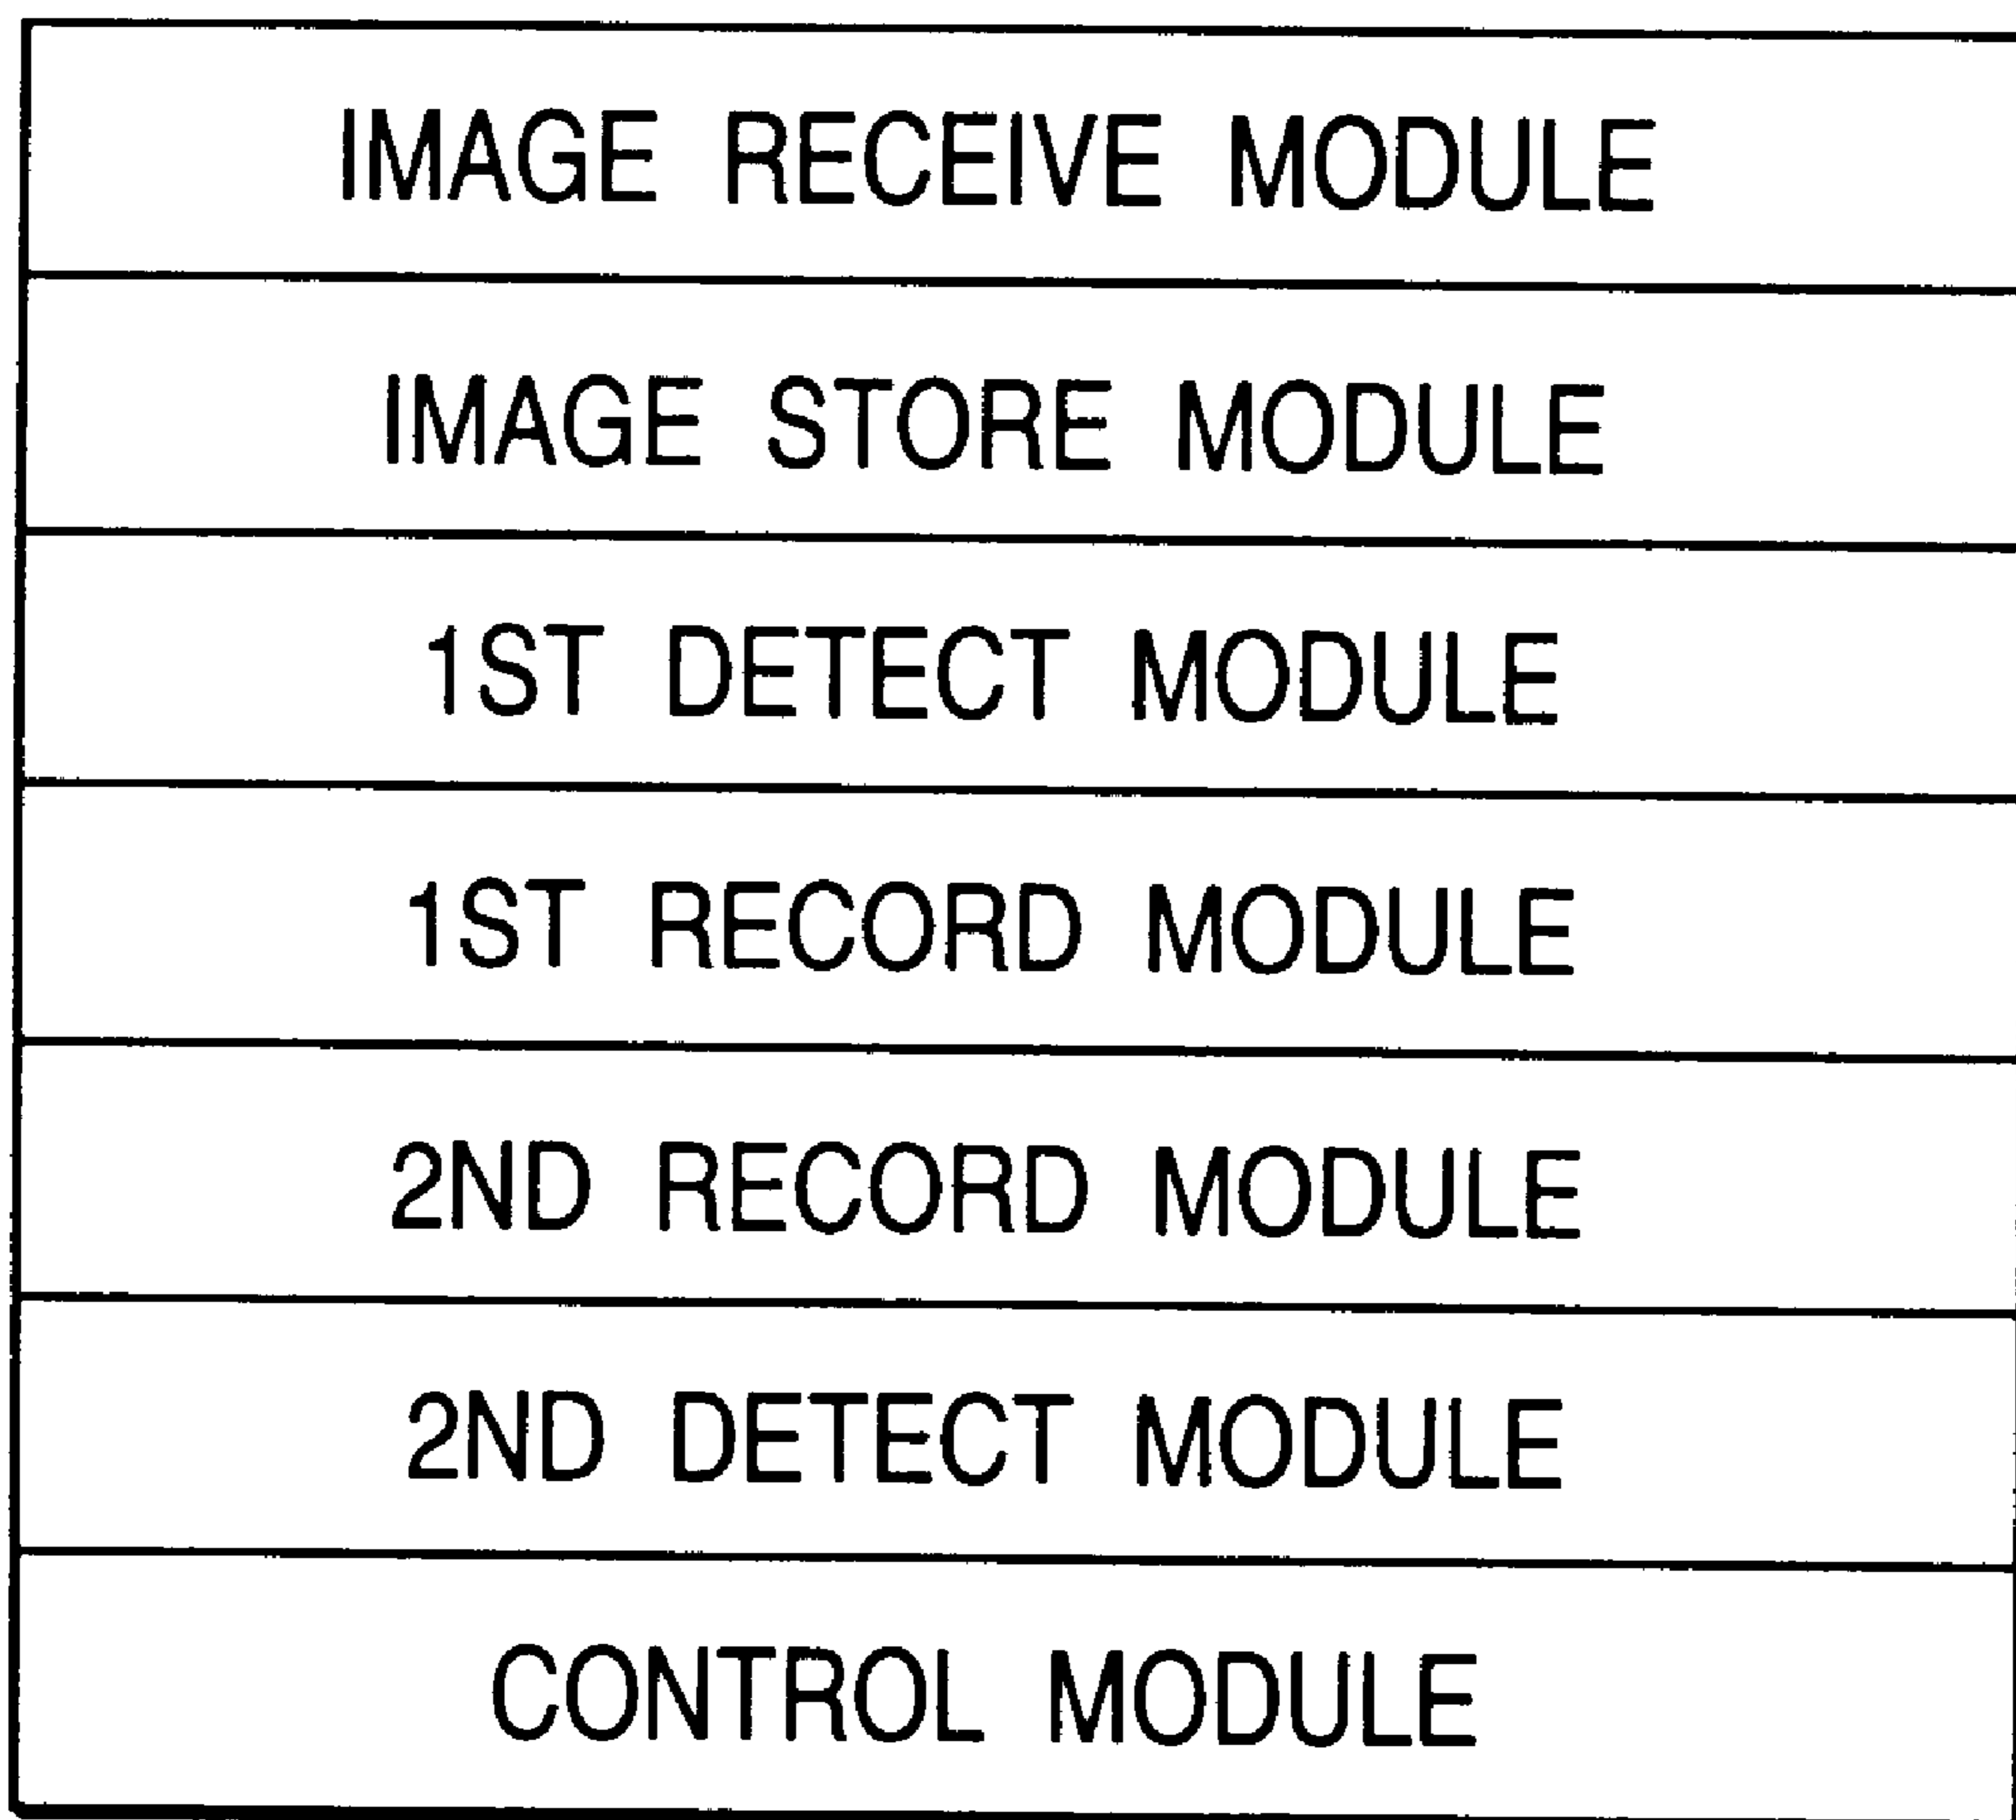 IMAGE RECEIVE MODULE
IMAGE STORE MODULE
1ST DETECT MODULE
1ST RECORD MODULE
2ND RECORD MODULE
2ND DETECT MODULE
CONTROL MODULE